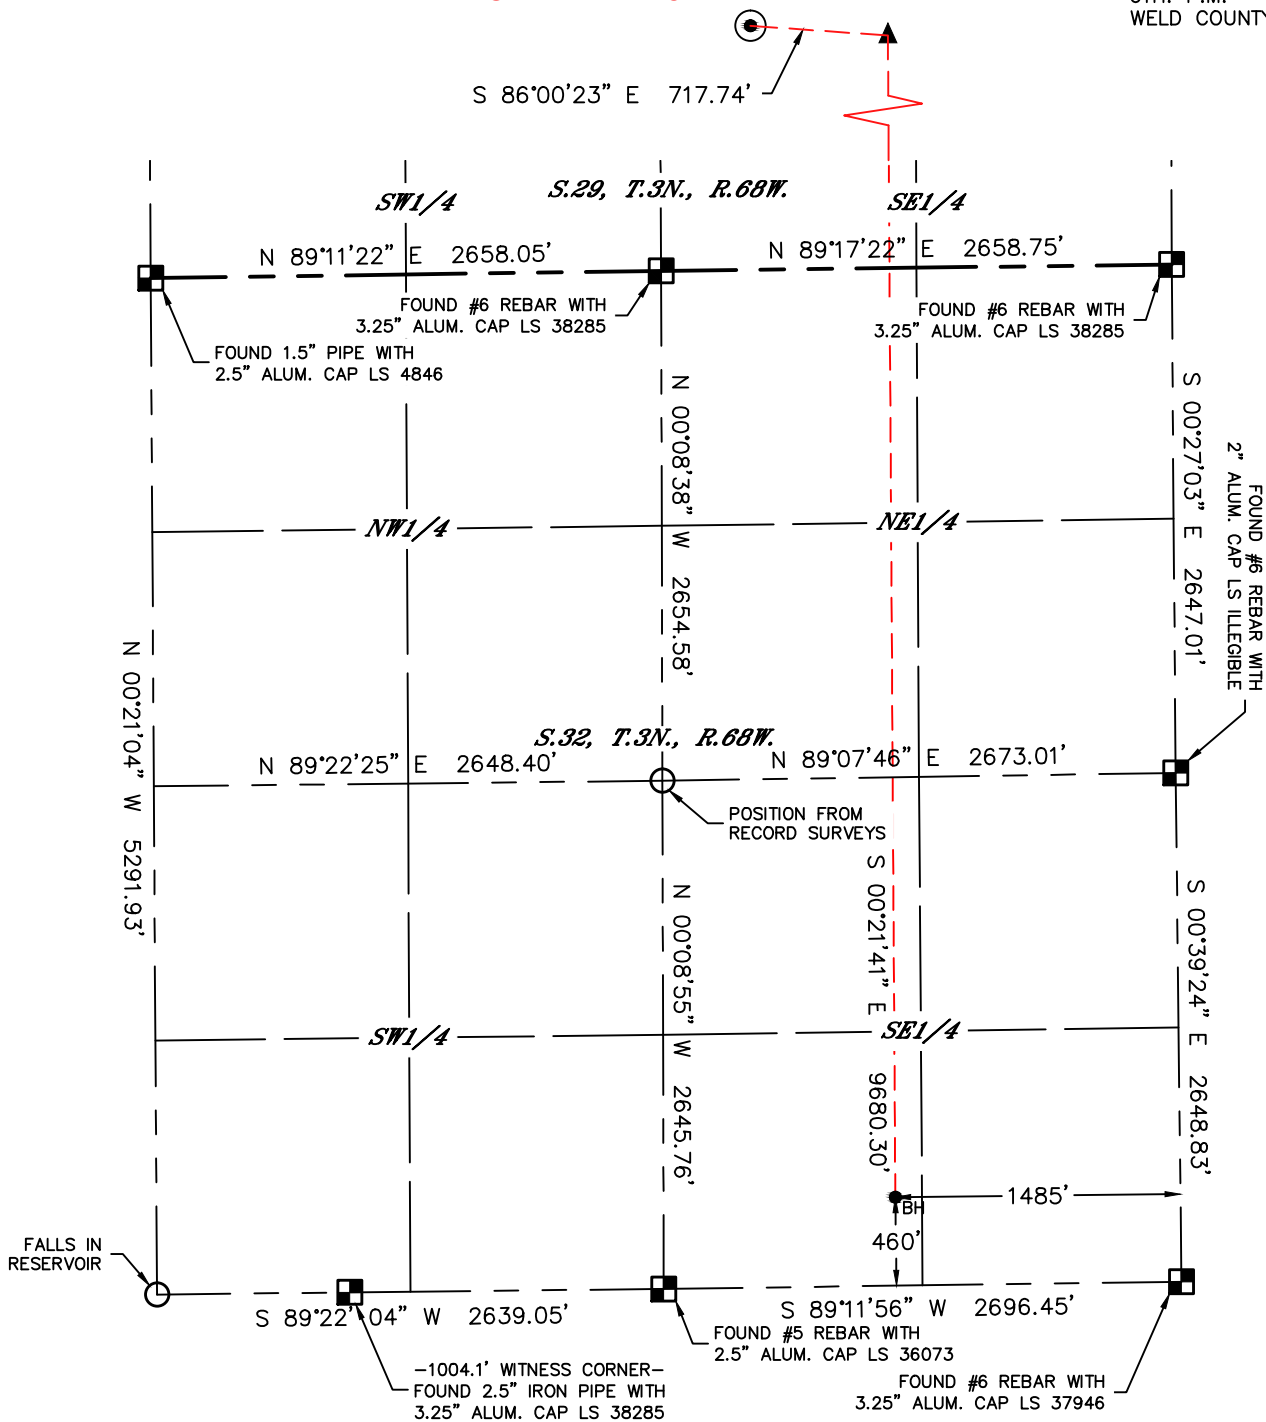 WELD COUNTY
S 86°00'23" E 717.74'
SW1/4
S.29, T.3N., R.68W.
SE1/4
N 89°11'22" E 2658.05'
N 89°17'22" E 2658.75'
FOUND #6 REBAR WITH
3.25" ALUM. CAP LS 38285
FOUND #6 REBAR WITH
3.25" ALUM. CAP LS 38285
FOUND 1.5" PIPE WITH
2.5" ALUM. CAP LS 4846
N 00°08'38" W 2654.58'
S 00°27'03" E 2647.01'
FOUND #6 REBAR WITH
2" ALUM. CAP LS ILLEGIBLE
NW1/4
NE1/4
N 00°21'04" W 5291.93'
S.32, T.3N., R.68W.
N 89°22'25" E 2648.40'
N 89°07'46" E 2673.01'
POSITION FROM
RECORD SURVEYS
S 00°21'41" E 9680.30'
N 00°08'55" W 2645.76'
S 00°39'24" E 2648.83'
SW1/4
SE1/4
BH
1485'
460'
FALLS IN
RESERVOIR
S 89°22'04" W 2639.05'
S 89°11'56" W 2696.45'
FOUND #5 REBAR WITH
2.5" ALUM. CAP LS 36073
-1004.1' WITNESS CORNER-
FOUND 2.5" IRON PIPE WITH
3.25" ALUM. CAP LS 38285
FOUND #6 REBAR WITH
3.25" ALUM. CAP LS 37946